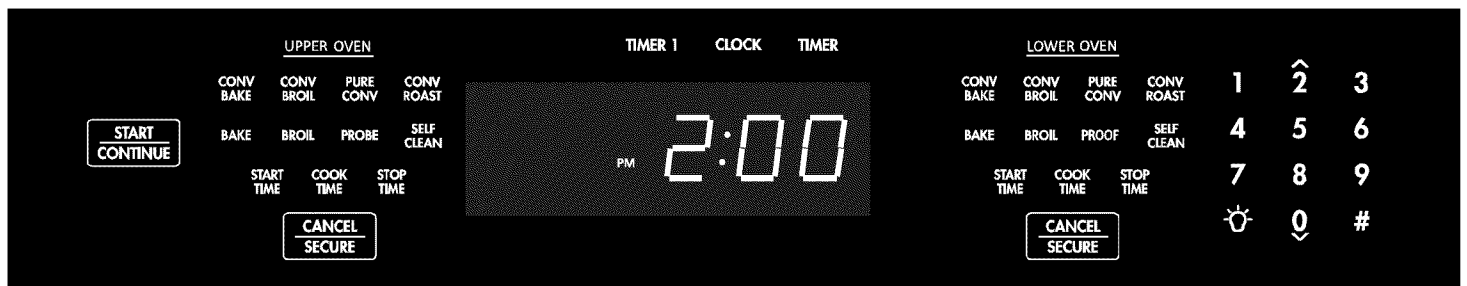 UPPER OVEN
CONV BAKE
CONV BROIL
PURE CONV
CONV ROAST
START CONTINUE
BAKE
BROIL
PROBE
SELF CLEAN
START TIME
COOK TIME
STOP TIME
CANCEL
SECURE
TIMER 1 CLOCK TIMER
PM 2:00
LOWER OVEN
CONV BAKE
CONV BROIL
PURE CONV
CONV ROAST
BAKE
BROIL
PROOF
SELF CLEAN
START TIME
COOK TIME
STOP TIME
CANCEL
SECURE
1 2 3
4 5 6
7 8 9
0 #